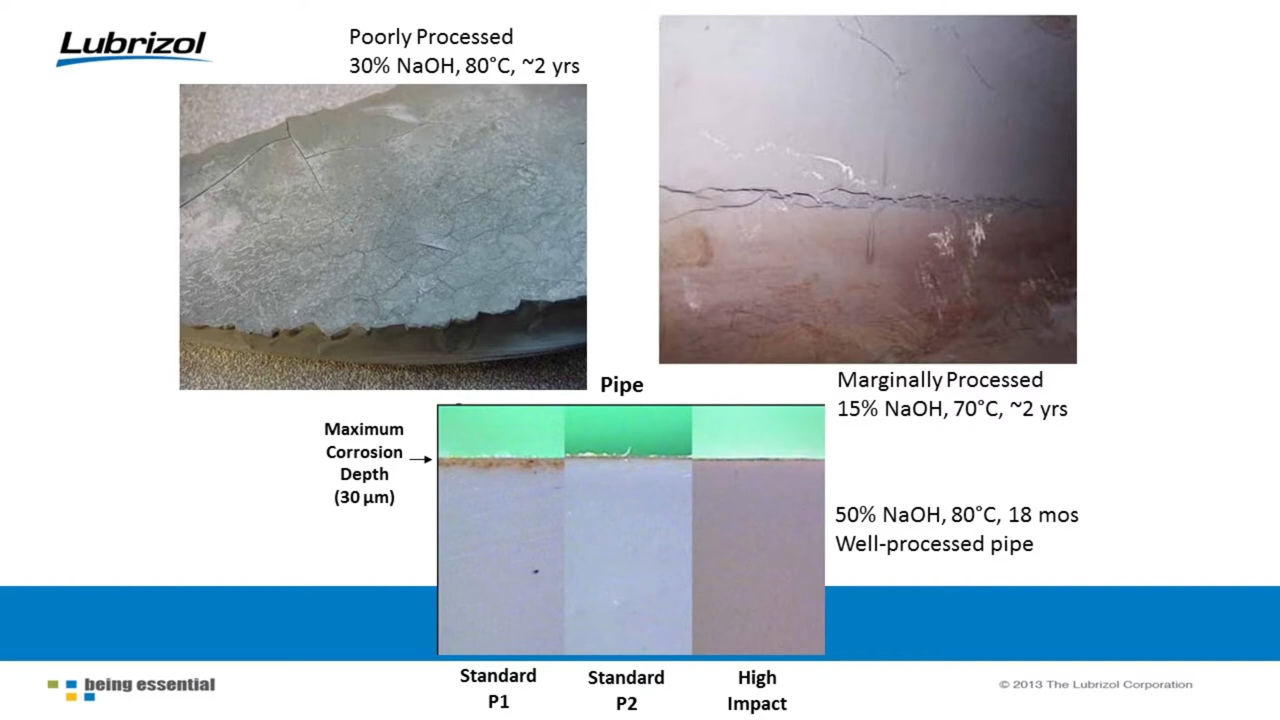 Lubrizol
Poorly Processed
30% NaOH, 80°C, ~2 yrs
Marginally Processed
15% NaOH, 70°C, ~2 yrs
Pipe
Maximum
Corrosion
Depth
(30 µm)
50% NaOH, 80°C, 18 mos
Well-processed pipe
Standard
P1
Standard
P2
High
Impact
being essential
© 2013 The Lubrizol Corporation